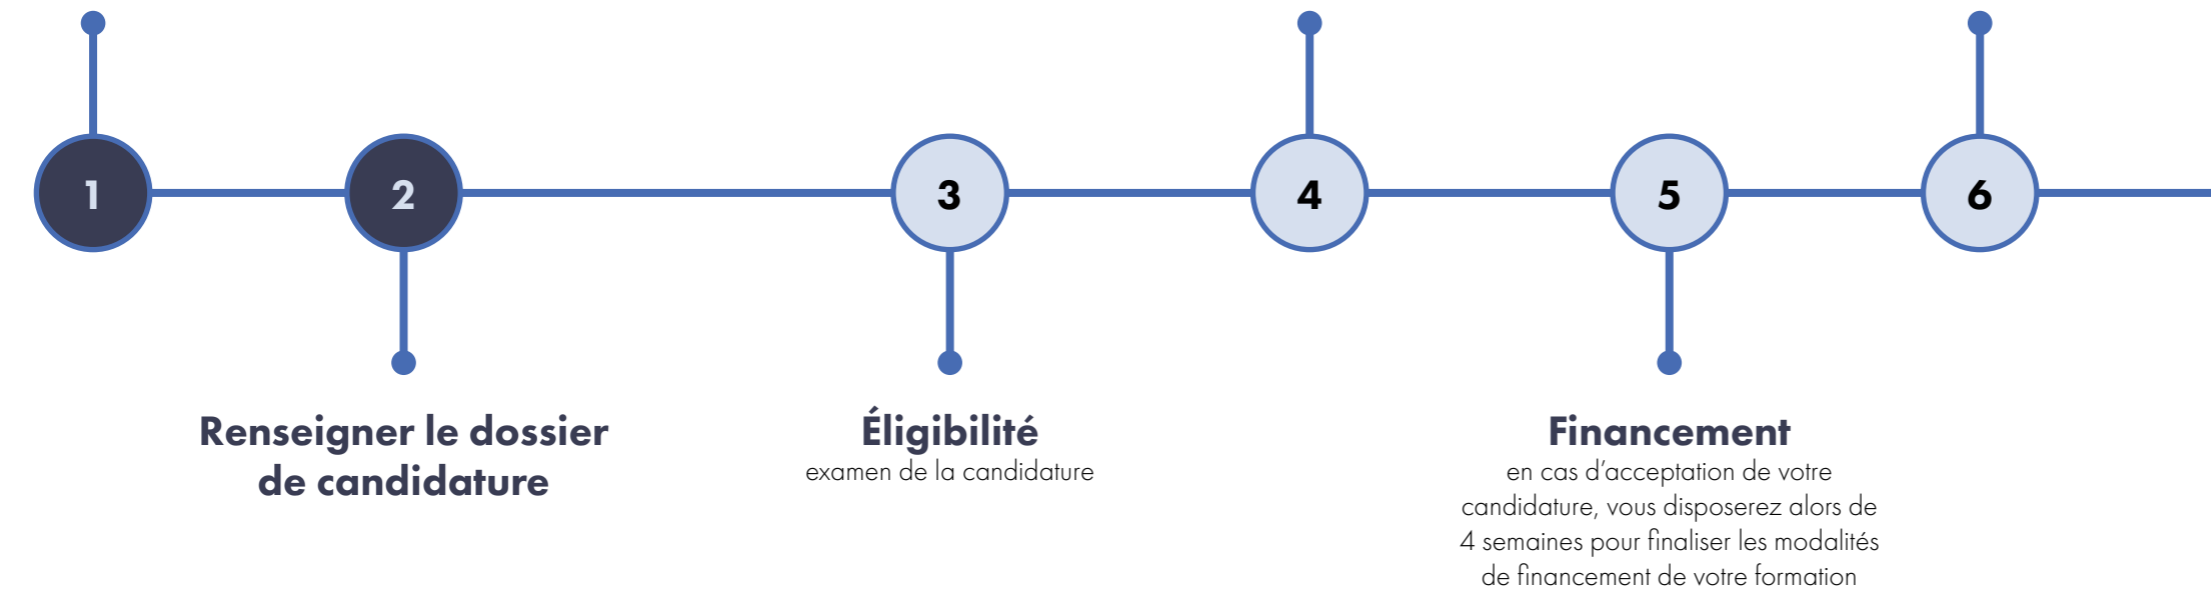 1
2
3
4
5
6
Renseigner le dossier
de candidature
Éligibilité
examen de la candidature
Financement
en cas d’acceptation de votre
candidature, vous disposerez alors de
4 semaines pour finaliser les modalités
de financement de votre formation